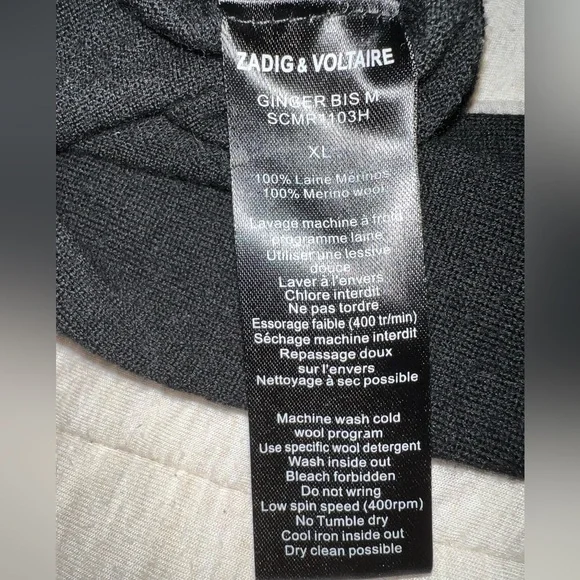 ZADIG & VOLTAIRE
GINGER BIS M
SCMR1103H
XL
100% Laine Merinos
100% Merino wool
Lavage machine à froid
programme laine
Utiliser une lessive
douce
Laver à l'envers
Chlore interdit
Ne pas tordre
Essorage faible (400 tr/min)
Séchage machine interdit
Repassage doux
sur l'envers
Nettoyage à sec possible
Machine wash cold
wool program
Use specific wool detergent
Wash inside out
Bleach forbidden
Do not wring
Low spin speed (400rpm)
No Tumble dry
Cool iron inside out
Dry clean possible